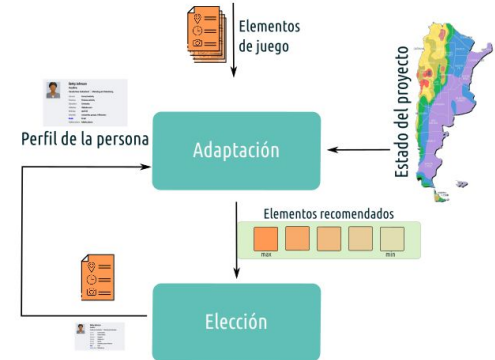 Elementos
de juego
Perfil de la persona
Adaptación
Estado del proyecto
Elementos recomendados
max
min
Elección